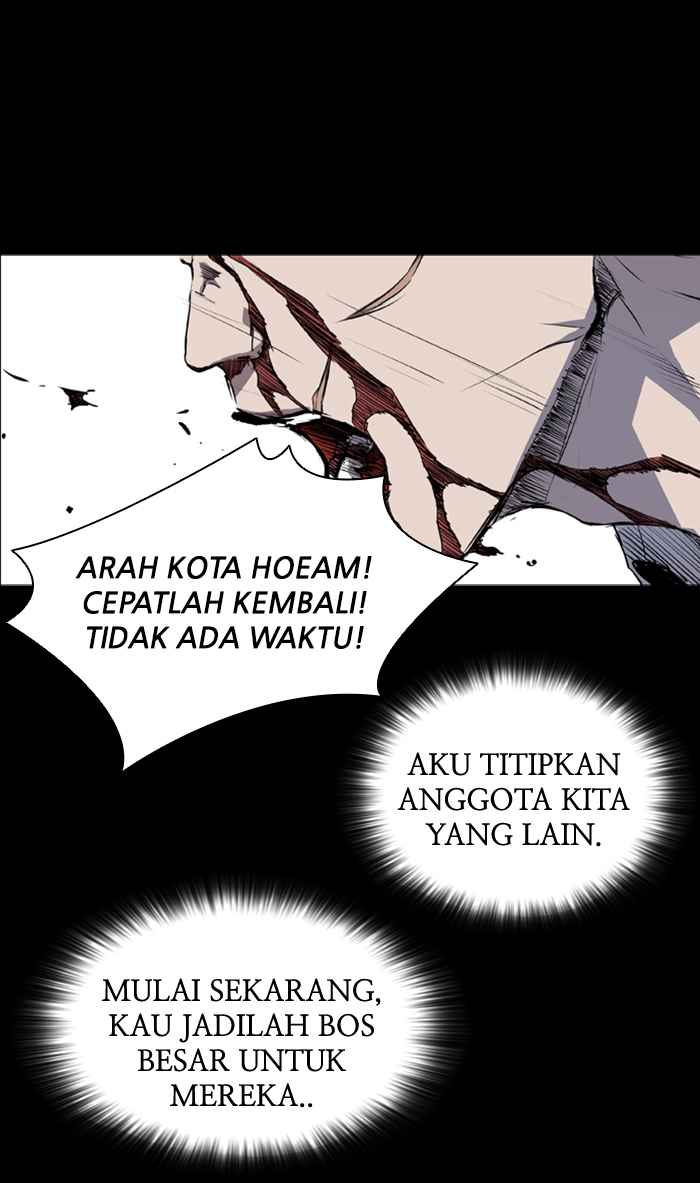 ARAH KOTA HOEAM!
CEPATLAH KEMBALI!
TIDAK ADA WAKTU!
AKU TITIPKAN
ANGGOTA KITA
YANG LAIN.
MULAI SEKARANG,
KAU JADILAH BOS
BESAR UNTUK
MEREKA..